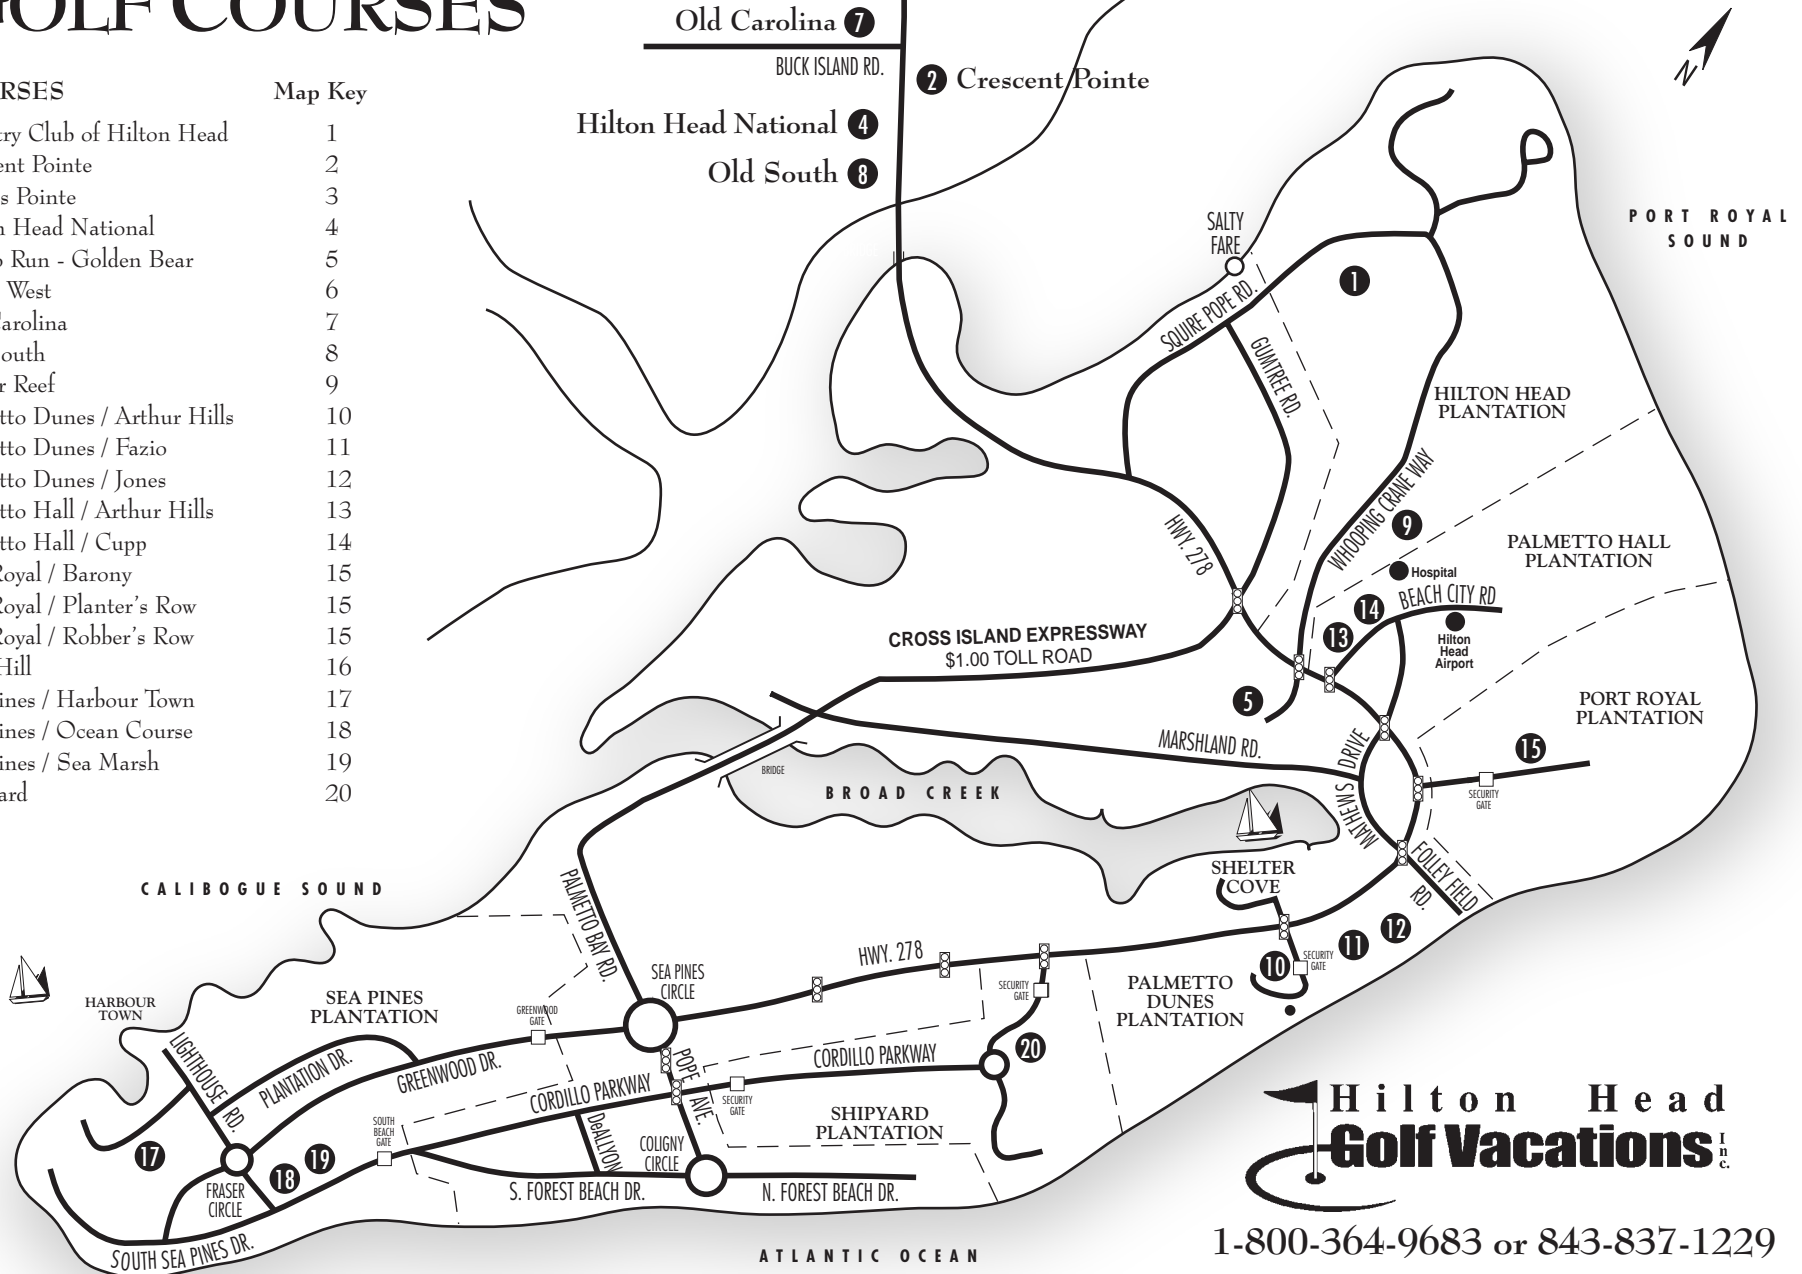 GOLF COURSES
Old Carolina 7
BUCK ISLAND RD.
2 Crescent Pointe
Hilton Head National 4
Old South 8
N
RSES Map Key
try Club of Hilton Head 1
ent Pointe 2
s Pointe 3
n Head National 4
o Run - Golden Bear 5
West 6
Carolina 7
outh 8
r Reef 9
tto Dunes / Arthur Hills 10
tto Dunes / Fazio 11
tto Dunes / Jones 12
tto Hall / Arthur Hills 13
tto Hall / Cupp 14
Royal / Barony 15
Royal / Planter's Row 15
Royal / Robber's Row 15
Hill 16
ines / Harbour Town 17
ines / Ocean Course 18
ines / Sea Marsh 19
ard 20
PORT ROYAL
SOUND
SALTY
FARE
1
SQUIRE POPE RD.
GUMTREE RD.
HILTON HEAD
PLANTATION
WHOOPING CRANE WAY
9
HWY. 278
PALMETTO HALL
PLANTATION
Hospital
BEACH CITY RD
14
13
Hilton
Head
Airport
CROSS ISLAND EXPRESSWAY
$1.00 TOLL ROAD
5
PORT ROYAL
PLANTATION
MARSHLAND RD.
MATHEWS DRIVE
15
SECURITY
GATE
BRIDGE
BROAD CREEK
SHELTER
COVE
FOLLEY FIELD
RD.
CALIBOGUE SOUND
PALMETTO BAY RD.
HWY. 278
12
11
10
SECURITY
GATE
SEA PINES
CIRCLE
SECURITY
GATE
PALMETTO
DUNES
PLANTATION
HARBOUR
TOWN
SEA PINES
PLANTATION
GREENWOOD
GATE
LIGHTHOUSE RD.
PLANTATION DR.
GREENWOOD DR.
POPE AVE.
CORDILLO PARKWAY
20
CORDILLO PARKWAY
SECURITY
GATE
SHIPYARD
PLANTATION
SOUTH
BEACH
GATE
DeALLYON
COLIGNY
CIRCLE
17
19
18
FRASER
CIRCLE
S. FOREST BEACH DR.
N. FOREST BEACH DR.
SOUTH SEA PINES DR.
ATLANTIC OCEAN
Hilton Head
Golf Vacations Inc.
1-800-364-9683 or 843-837-1229